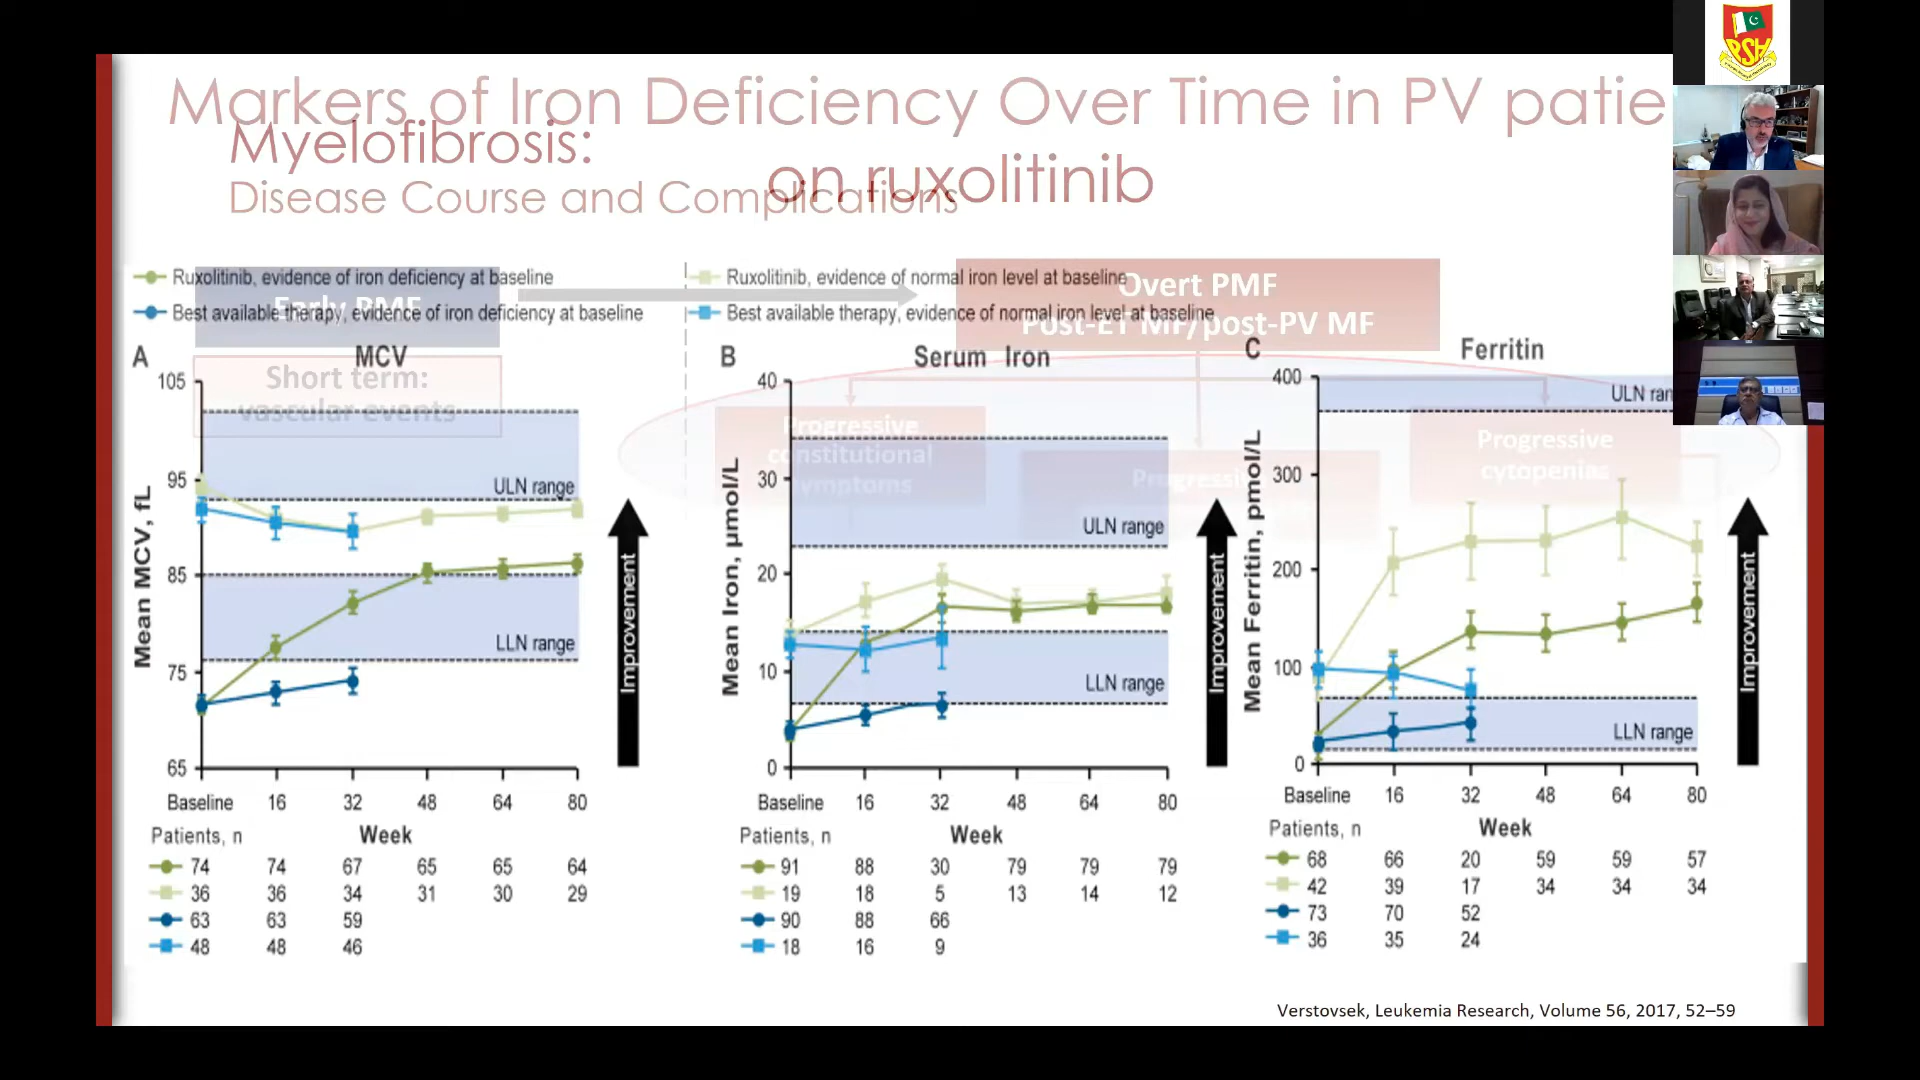 Markers of Iron Deficiency Over Time in PV patie
on ruxolitinib
Myelofibrosis:
Disease Course and Complications
Ruxolitinib, evidence of iron deficiency at baseline
Ruxolitinib, evidence of normal iron level at baseline
Best available therapy, evidence of iron deficiency at baseline
Best available therapy, evidence of normal iron level at baseline
Early PMF
Overt PMF
Post-ET MF/post-PV MF
Short term:
vascular events
Progressive
constitutional
symptoms
Progressive
Progressive
cytopenias
A
MCV
Mean MCV, fL
105
95
85
75
65
ULN range
LLN range
Improvement
Baseline 16 32 48 64 80
Patients, n
Week
74 74 67 65 65 64
36 36 34 31 30 29
63 63 59
48 48 46
B
Serum Iron
Mean Iron, µmol/L
40
30
20
10
0
ULN range
LLN range
Improvement
Baseline 16 32 48 64 80
Patients, n
Week
91 88 30 79 79 79
19 18 5 13 14 12
90 88 66
18 16 9
C
Ferritin
Mean Ferritin, pmol/L
400
300
200
100
0
ULN ran
LLN range
Improvement
Baseline 16 32 48 64 80
Patients, n
Week
68 66 20 59 59 57
42 39 17 34 34 34
73 70 52
36 35 24
Verstovsek, Leukemia Research, Volume 56, 2017, 52–59
PSH